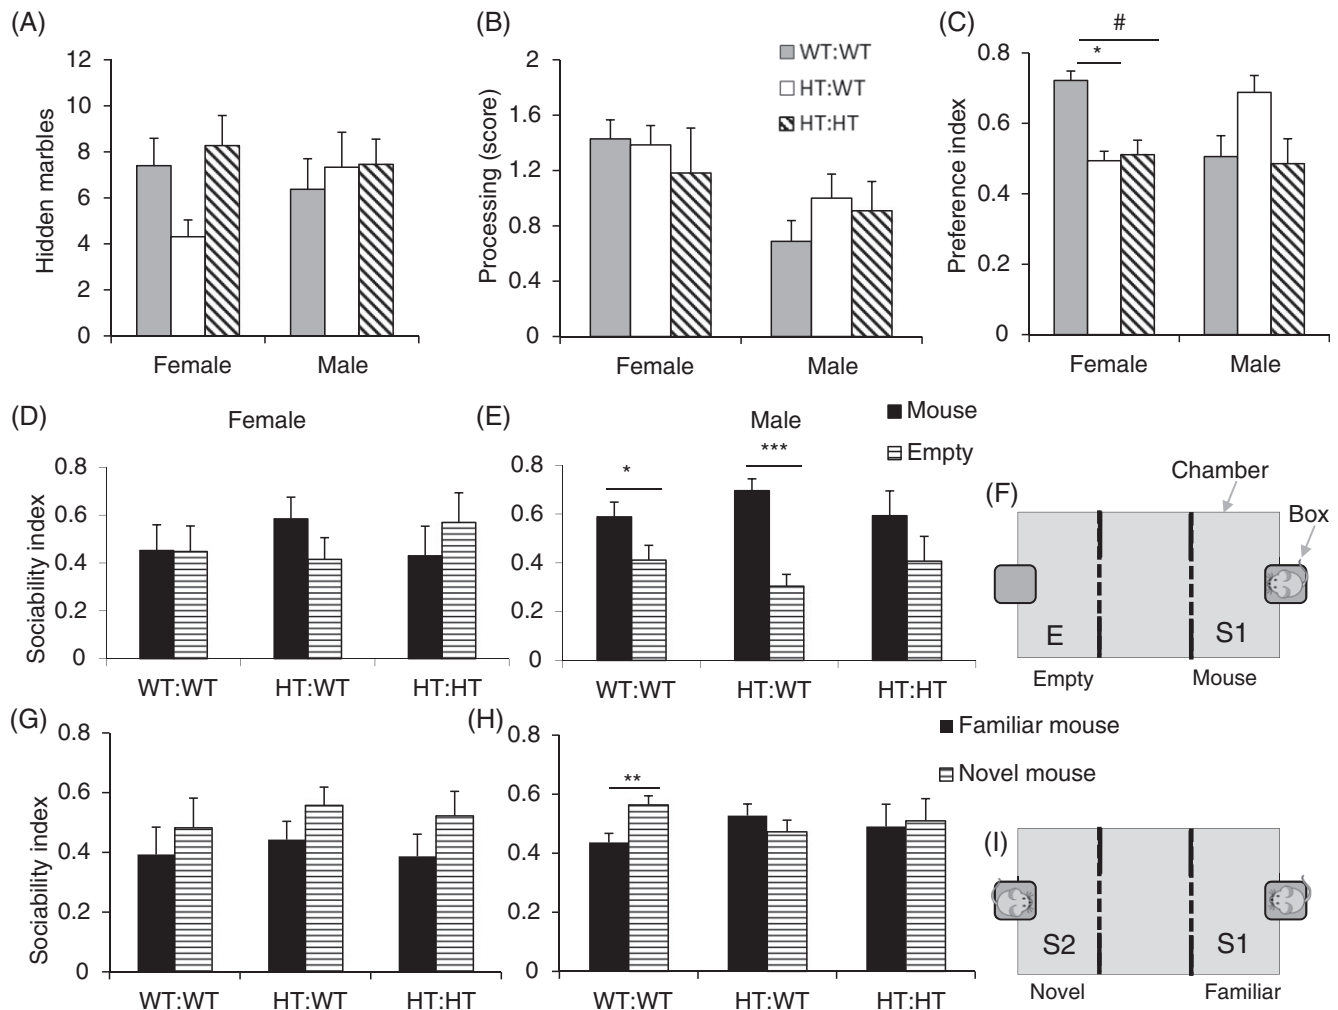 (A)
12
10
8
6
4
2
0
Hidden marbles
Female
Male
(B)
2
1.6
1.2
0.8
0.4
0
Processing (score)
Female
Male
WT:WT
HT:WT
HT:HT
(C)
0.8
0.6
0.4
0.2
0
Preference index
#
*
Female
Male
(D)
Female
0.8
0.6
0.4
0.2
0
Sociability index
WT:WT
HT:WT
HT:HT
(E)
Male
Mouse
Empty
0.8
0.6
0.4
0.2
0
*
***
WT:WT
HT:WT
HT:HT
(F)
Chamber
Box
E
S1
Empty
Mouse
(G)
0.8
0.6
0.4
0.2
0
Sociability index
WT:WT
HT:WT
HT:HT
(H)
Familiar mouse
Novel mouse
0.8
0.6
0.4
0.2
0
**
WT:WT
HT:WT
HT:HT
(I)
S2
S1
Novel
Familiar